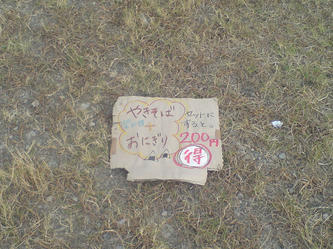 やきそば
おにぎり
セットに
すると、
200円
得